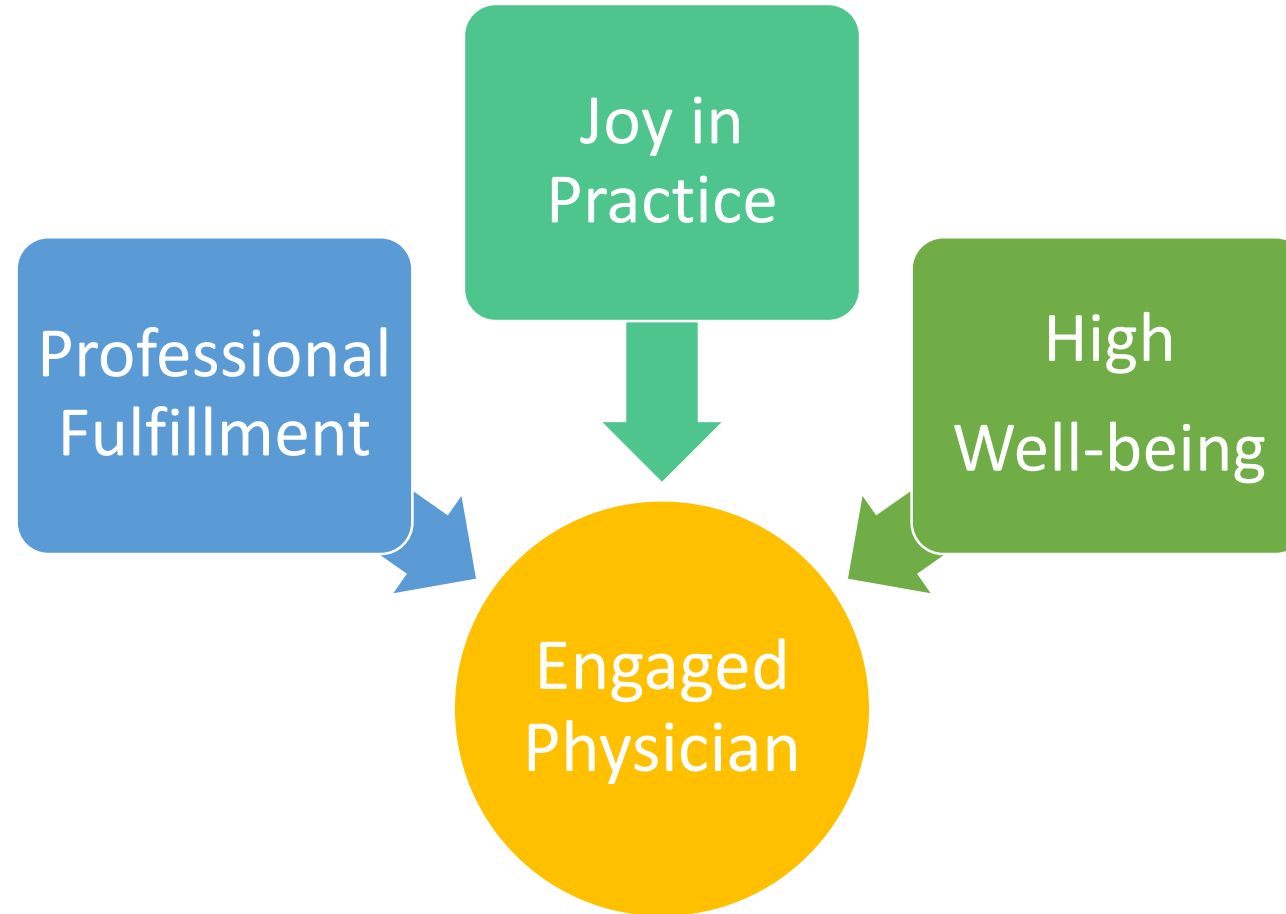 Joy in
Practice
Professional
Fulfillment
High
Well-being
Engaged
Physician